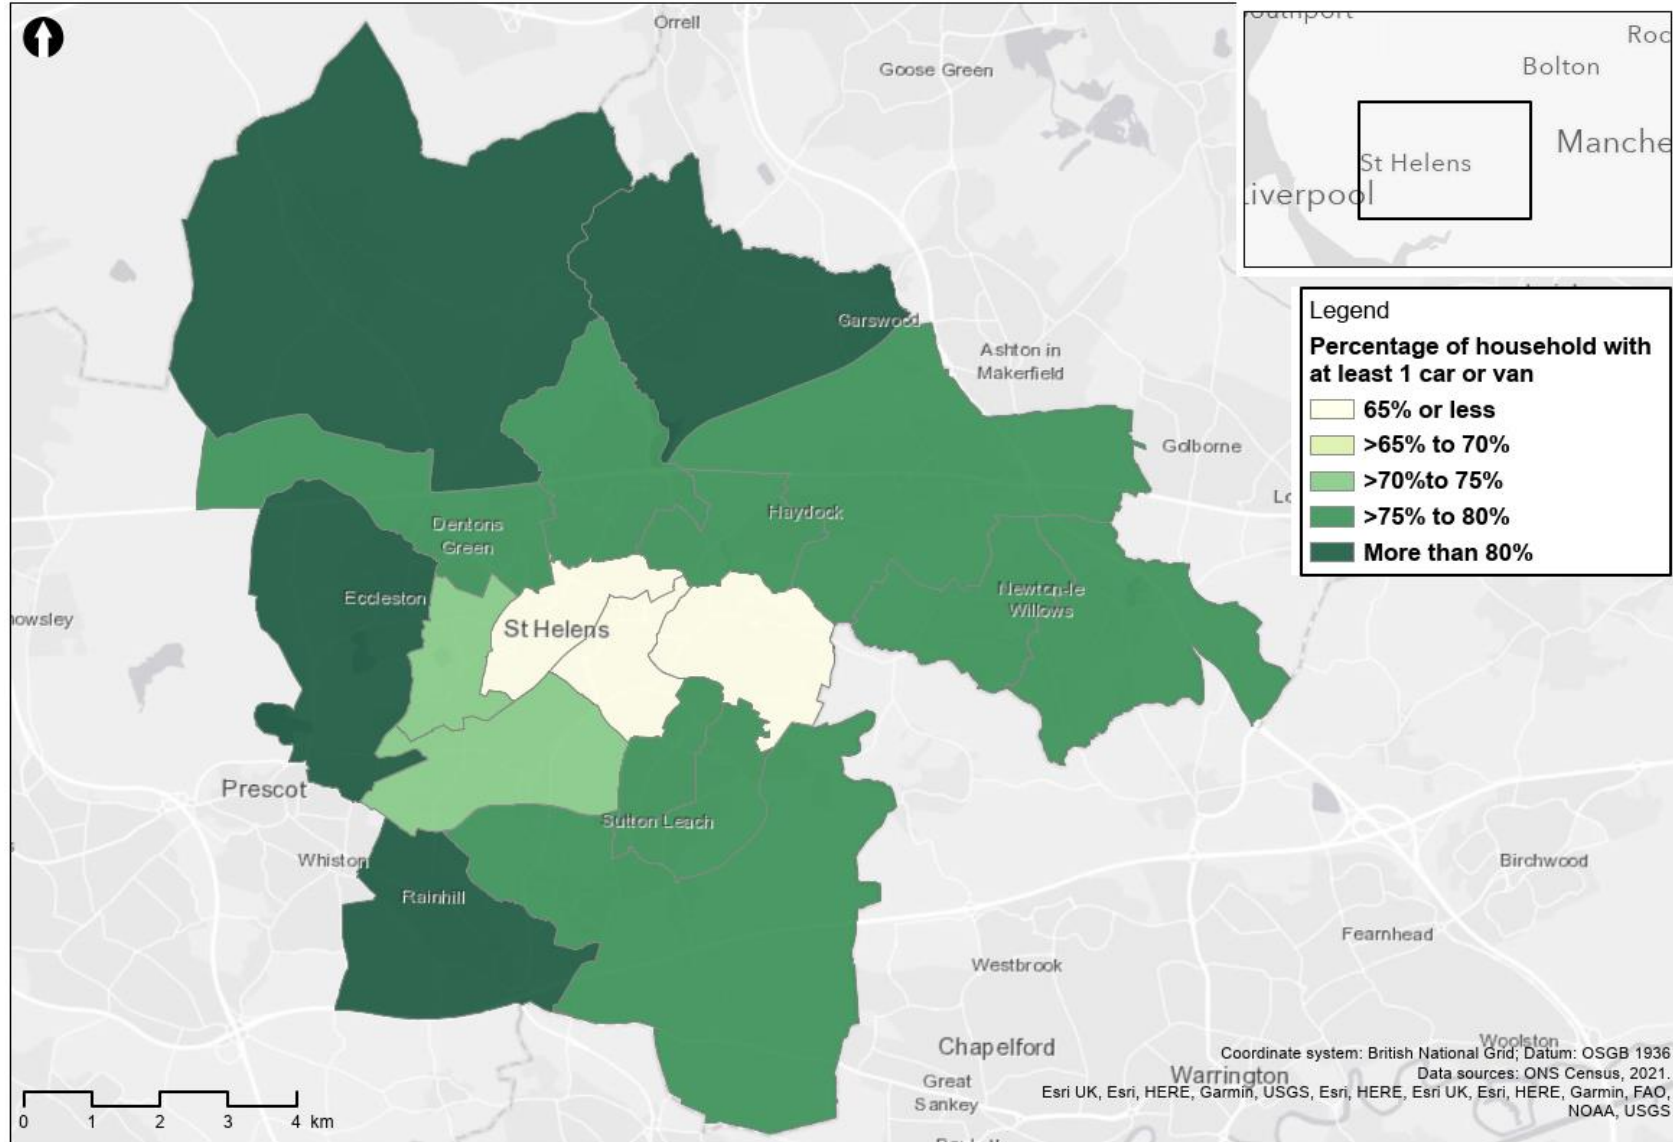 Orrell
Goose Green
Southport
Bolton
Manche
St Helens
Liverpool
Legend
Percentage of household with
at least 1 car or van
65% or less
>65% to 70%
>70%to 75%
>75% to 80%
More than 80%
Garswood
Ashton in
Makerfield
Golborne
Haydock
Dentons
Green
Eccleston
Newton-le
Willows
St Helens
Prescot
Sutton Leach
Whiston
Rainhill
Birchwood
Fearnhead
Westbrook
Chapelford
Woolston
Great
Sankey
Warrington
Coordinate system: British National Grid; Datum: OSGB 1936
Data sources: ONS Census, 2021.
Esri UK, Esri, HERE, Garmin, USGS, Esri, HERE, Esri UK, Esri, HERE, Garmin, FAO,
NOAA, USGS
0 1 2 3 4 km